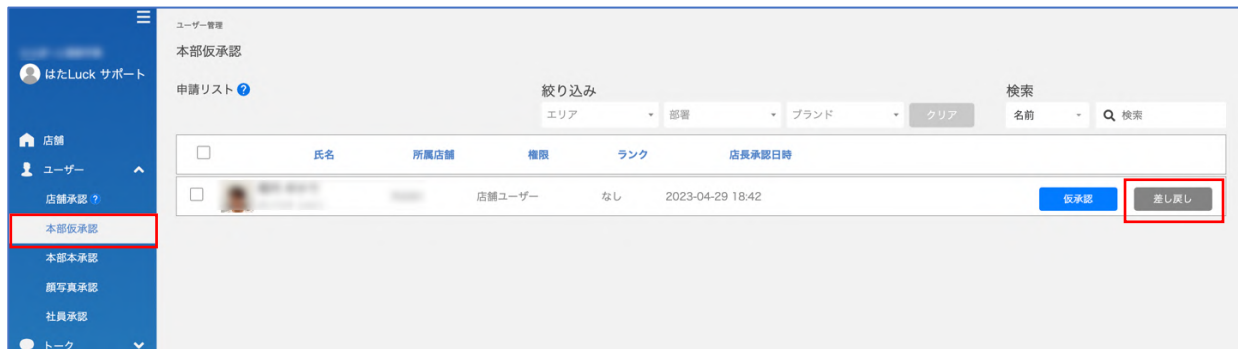 ユーザー管理
本部仮承認
はたLuck サポート
申請リスト ?
絞り込み
検索
エリア 部署 ブランド クリア
名前 検索
店舗
ユーザー
店舗承認 ?
本部仮承認
本部本承認
顔写真承認
社員承認
トーク
氏名 所属店舗 権限 ランク 店長承認日時
店舗ユーザー なし 2023-04-29 18:42 仮承認 差し戻し